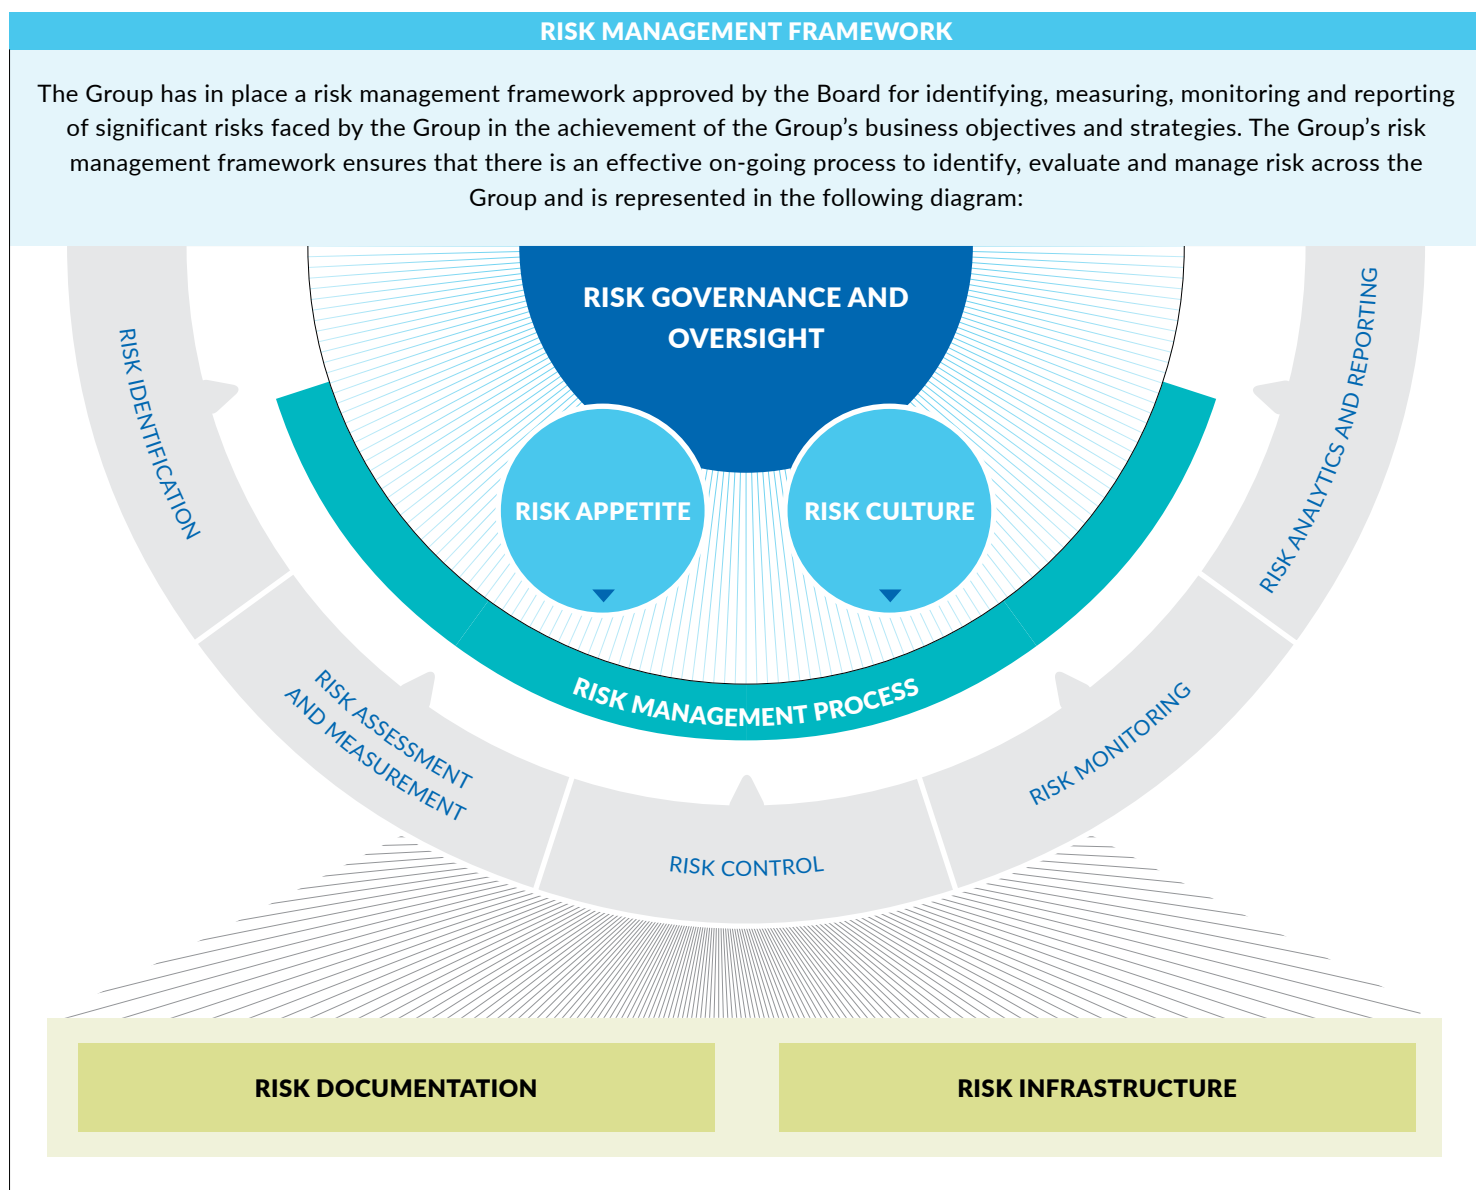 RISK MANAGEMENT FRAMEWORK
The Group has in place a risk management framework approved by the Board for identifying, measuring, monitoring and reporting
of significant risks faced by the Group in the achievement of the Group’s business objectives and strategies. The Group’s risk
management framework ensures that there is an effective on-going process to identify, evaluate and manage risk across the
Group and is represented in the following diagram:
RISK GOVERNANCE AND
OVERSIGHT
RISK APPETITE
RISK CULTURE
RISK MANAGEMENT PROCESS
RISK IDENTIFICATION
RISK ASSESSMENT
AND MEASUREMENT
RISK CONTROL
RISK MONITORING
RISK ANALYTICS AND REPORTING
RISK DOCUMENTATION
RISK INFRASTRUCTURE